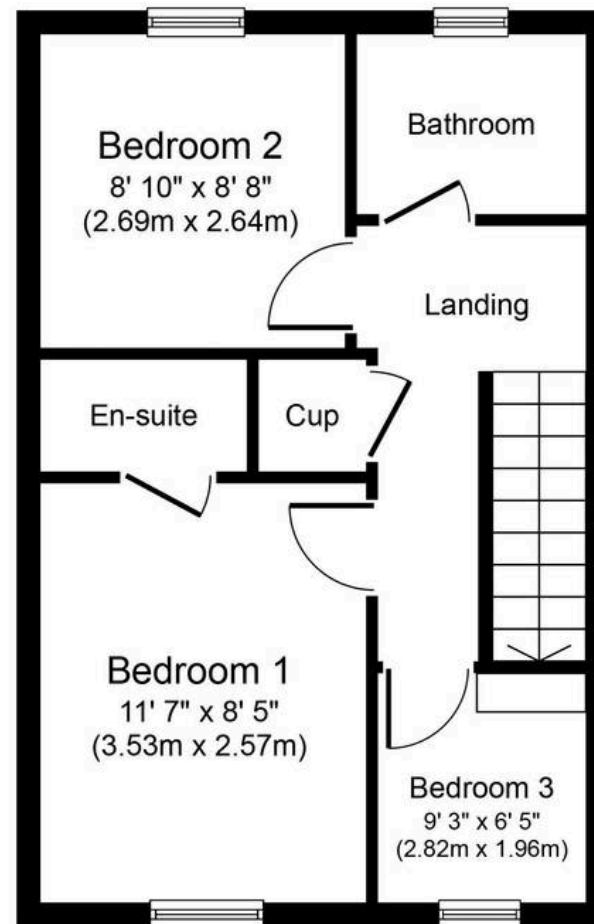 Bedroom 2
8' 10" x 8' 8"
(2.69m x 2.64m)
Bathroom
Landing
En-suite
Cup
Bedroom 1
11' 7" x 8' 5"
(3.53m x 2.57m)
Bedroom 3
9' 3" x 6' 5"
(2.82m x 1.96m)